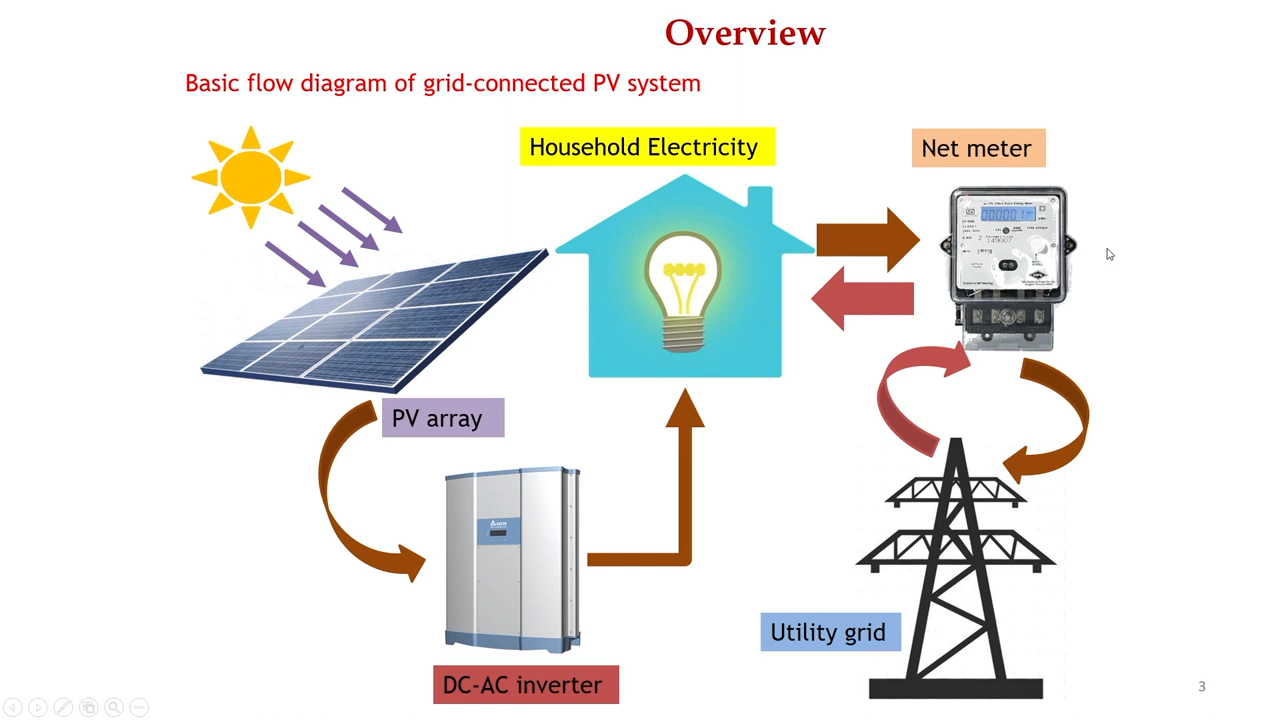 Overview
Basic flow diagram of grid-connected PV system
Household Electricity
Net meter
PV array
DC-AC inverter
Utility grid
3